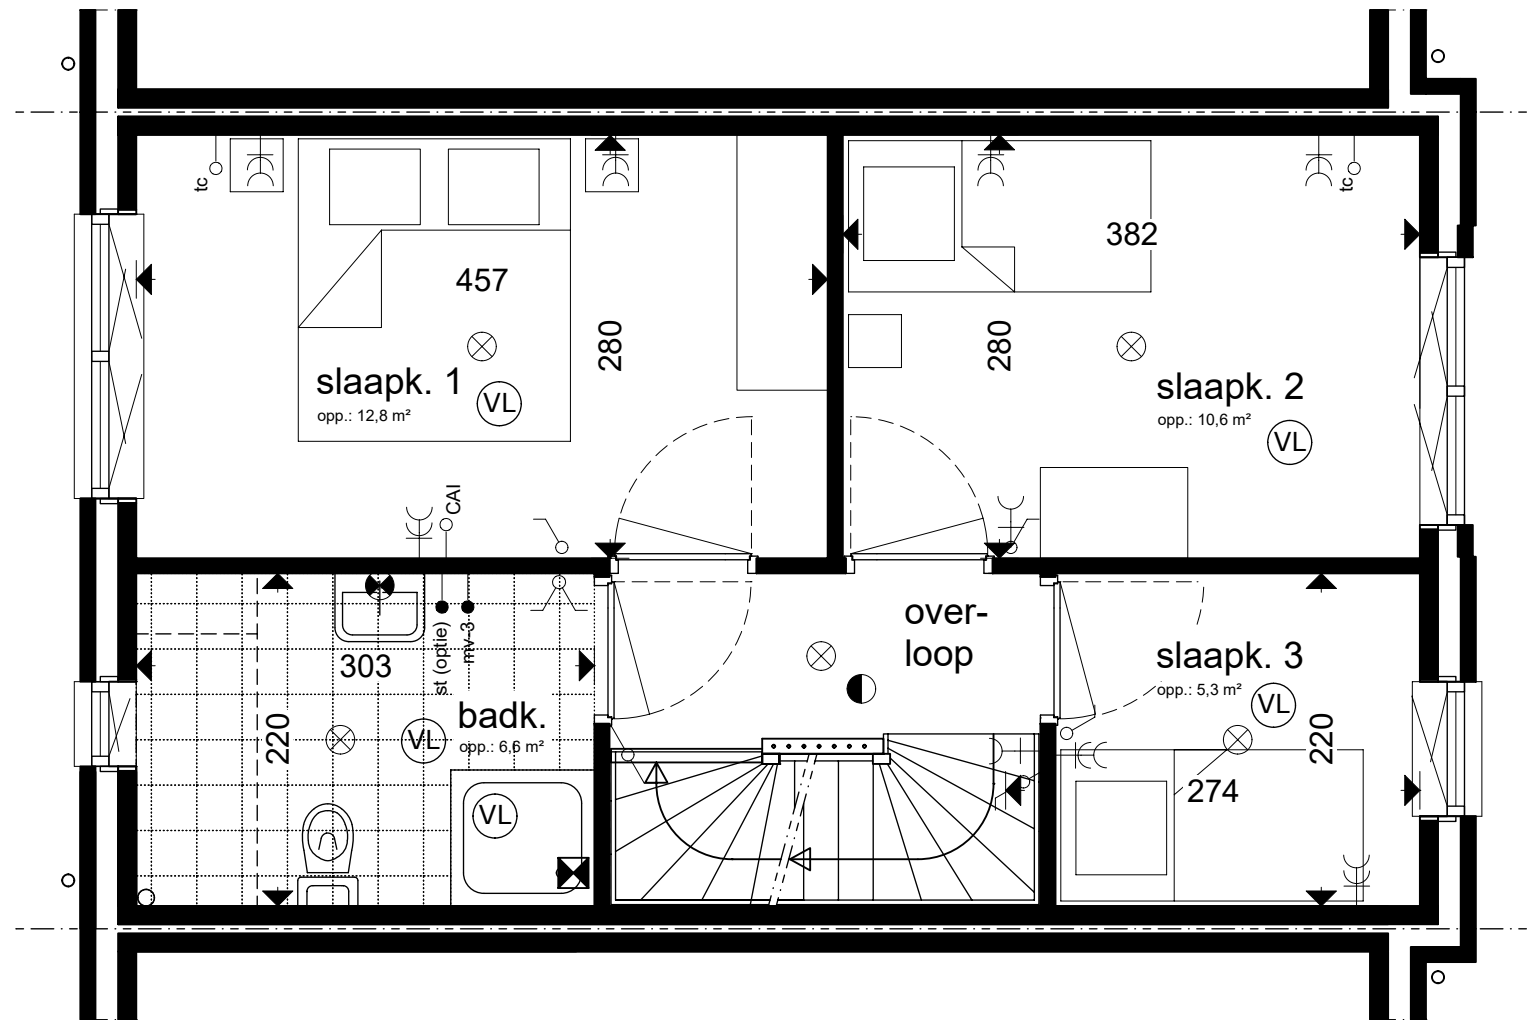 tc
tc
382
457
280
280
slaapk. 1
opp.: 12,8 m²
VL
slaapk. 2
opp.: 10,6 m²
VL
CAI
over-
loop
st (optie)
mv-3
303
badk.
opp.: 6,6 m²
220
VL
VL
slaapk. 3
opp.: 5,3 m²
VL
220
274